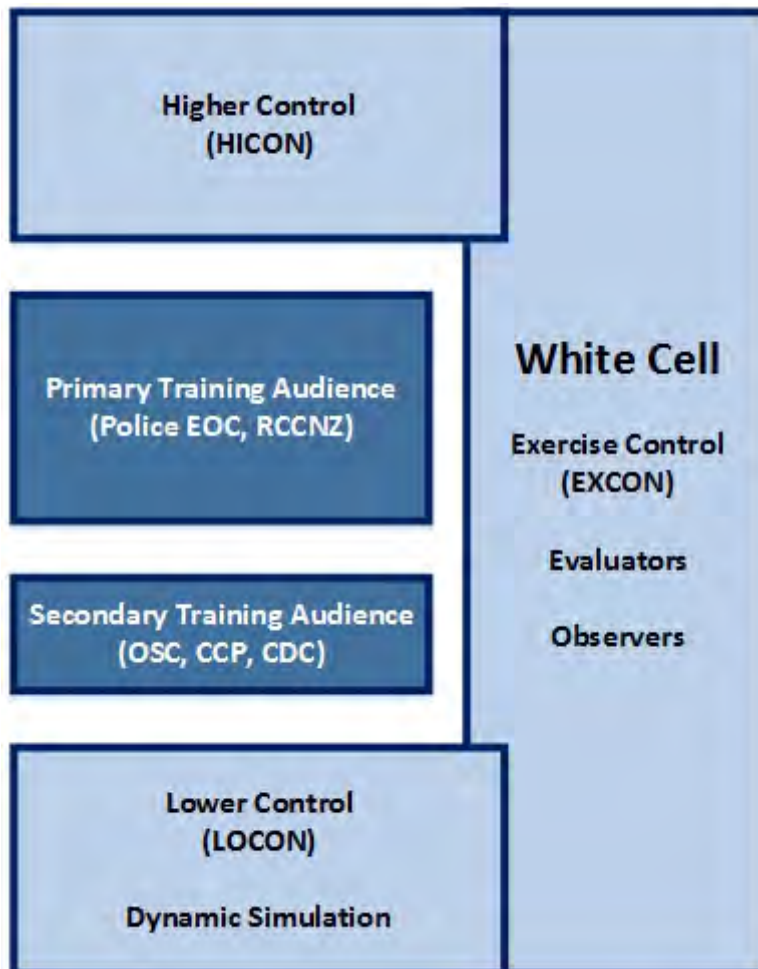 Higher Control
(HICON)
Primary Training Audience
(Police EOC, RCCNZ)
Secondary Training Audience
(OSC, CCP, CDC)
Lower Control
(LOCON)
Dynamic Simulation
White Cell
Exercise Control
(EXCON)
Evaluators
Observers